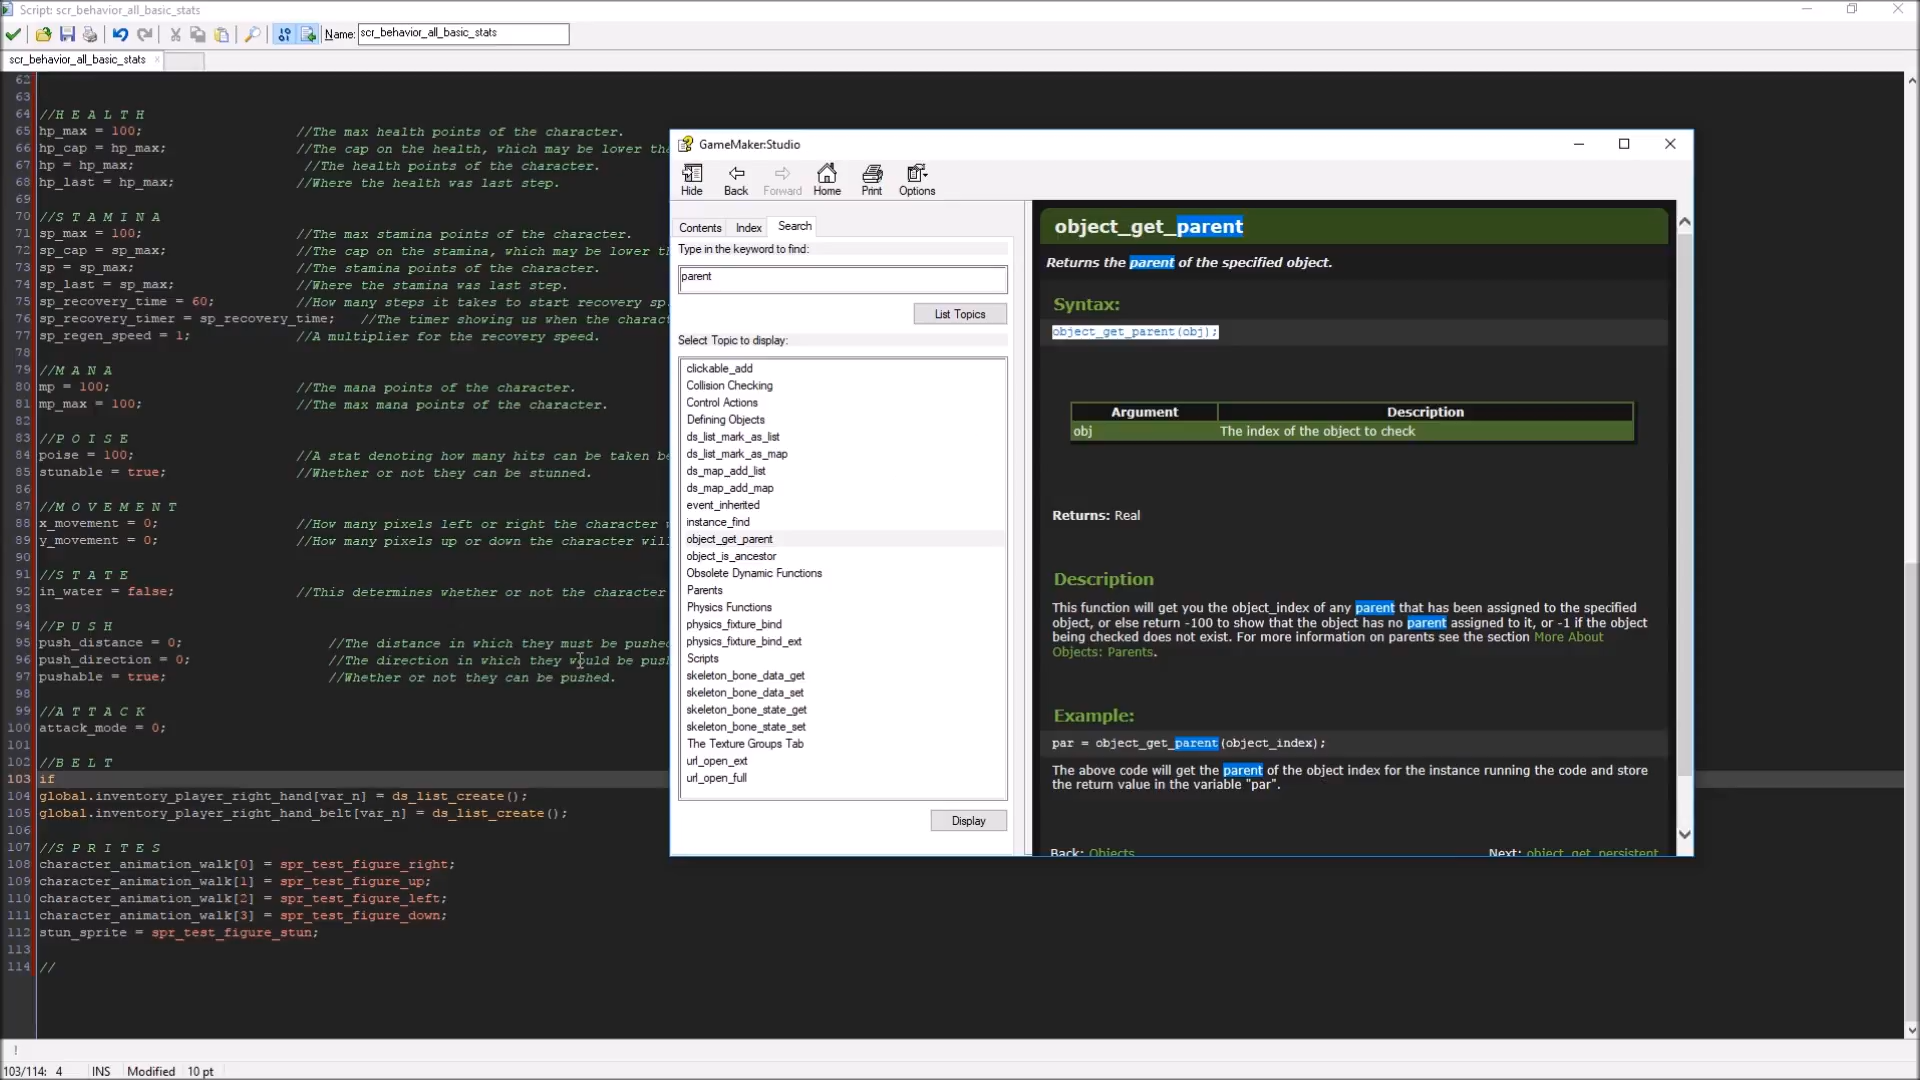 Script: scr_behavior_all_basic_stats
Name: scr_behavior_all_basic_stats
scr_behavior_all_basic_stats
62
63
64 //H E A L T H
65 hp_max = 100; //The max health points of the character.
66 hp_cap = hp_max; //The cap on the health, which may be lower tha
67 hp = hp_max; //The health points of the character.
68 hp_last = hp_max; //Where the health was last step.
69
70 //S T A M I N A
71 sp_max = 100; //The max stamina points of the character.
72 sp_cap = sp_max; //The cap on the stamina, which may be lower th
73 sp = sp_max; //The stamina points of the character.
74 sp_last = sp_max; //Where the stamina was last step.
75 sp_recovery_time = 60; //How many steps it takes to start recovery sp
76 sp_recovery_timer = sp_recovery_time; //The timer showing us when the charact
77 sp_regen_speed = 1; //A multiplier for the recovery speed.
78
79 //M A N A
80 mp = 100; //The mana points of the character.
81 mp_max = 100; //The max mana points of the character.
82
83 //P O I S E
84 poise = 100; //A stat denoting how many hits can be taken be
85 stunable = true; //Whether or not they can be stunned.
86
87 //M O V E M E N T
88 x_movement = 0; //How many pixels left or right the character w
89 y_movement = 0; //How many pixels up or down the character wil
90
91 //S T A T E
92 in_water = false; //This determines whether or not the character
93
94 //P U S H
95 push_distance = 0; //The distance in which they must be pushed
96 push_direction = 0; //The direction in which they would be push
97 pushable = true; //Whether or not they can be pushed.
98
99 //A T T A C K
100 attack_mode = 0;
101
102 //B E L T
103 if
104 global.inventory_player_right_hand[var_n] = ds_list_create();
105 global.inventory_player_right_hand_belt[var_n] = ds_list_create();
106
107 //S P R I T E S
108 character_animation_walk[0] = spr_test_figure_right;
109 character_animation_walk[1] = spr_test_figure_up;
110 character_animation_walk[2] = spr_test_figure_left;
111 character_animation_walk[3] = spr_test_figure_down;
112 stun_sprite = spr_test_figure_stun;
113
114 //
GameMaker:Studio
Hide Back Forward Home Print Options
Contents Index Search
Type in the keyword to find:
parent
List Topics
Select Topic to display:
clickable_add
Collision Checking
Control Actions
Defining Objects
ds_list_mark_as_list
ds_list_mark_as_map
ds_map_add_list
ds_map_add_map
event_inherited
instance_find
object_get_parent
object_is_ancestor
Obsolete Dynamic Functions
Parents
Physics Functions
physics_fixture_bind
physics_fixture_bind_ext
Scripts
skeleton_bone_data_get
skeleton_bone_data_set
skeleton_bone_state_get
skeleton_bone_state_set
The Texture Groups Tab
url_open_ext
url_open_full
Display
object_get_parent
Returns the parent of the specified object.
Syntax:
object_get_parent(obj);
Argument Description
obj The index of the object to check
Returns: Real
Description
This function will get you the object_index of any parent that has been assigned to the specified
object, or else return -100 to show that the object has no parent assigned to it, or -1 if the object
being checked does not exist. For more information on parents see the section More About
Objects: Parents.
Example:
par = object_get_parent(object_index);
The above code will get the parent of the object index for the instance running the code and store
the return value in the variable "par".
Back: Objects Next: object_get_persistent
103/114: 4 INS Modified 10 pt